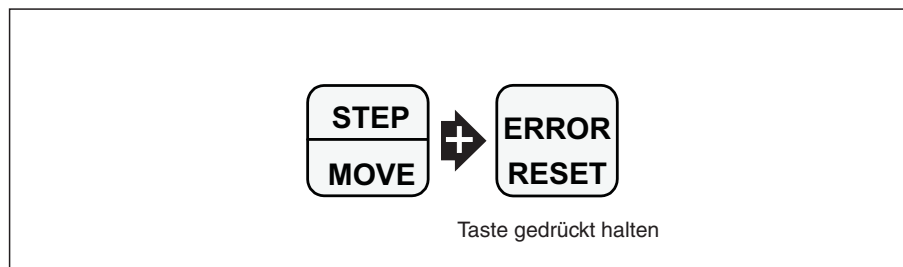 STEP
MOVE
ERROR
RESET
Taste gedrückt halten